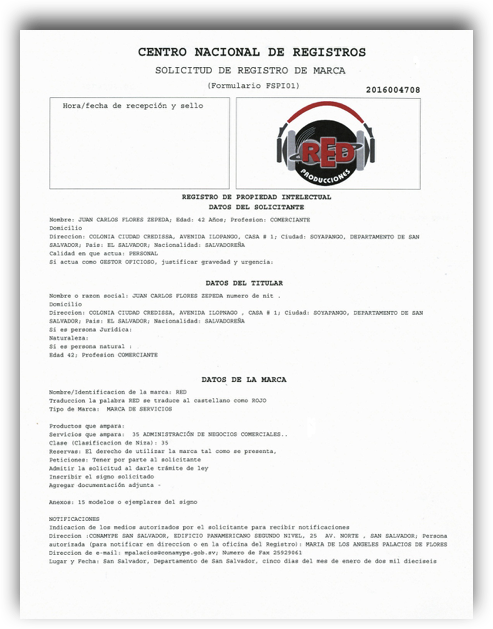 CENTRO NACIONAL DE REGISTROS
SOLICITUD DE REGISTRO DE MARCA
(Formulario FSPI01)
2016004708
Hora/fecha de recepción y sello
RED
PRODUCCIONES
REGISTRO DE PROPIEDAD INTELECTUAL
DATOS DEL SOLICITANTE
Nombre: JUAN CARLOS FLORES ZEPEDA; Edad: 42 Años; Profesion: COMERCIANTE
Domicilio
Direccion: COLONIA CIUDAD CREDISSA, AVENIDA ILOPANGO, CASA # 1; Ciudad: SOYAPANGO, DEPARTAMENTO DE SAN
SALVADOR; Pais: EL SALVADOR; Nacionalidad: SALVADOREÑA
Calidad en que actua: PERSONAL
Si actua como GESTOR OFICIOSO, justificar gravedad y urgencia:
DATOS DEL TITULAR
Nombre o razon social: JUAN CARLOS FLORES ZEPEDA numero de nit .
Domicilio
Direccion: COLONIA CIUDAD CREDISSA, AVENIDA ILOPNAGO , CASA # 1; Ciudad: SOYAPANGO, DEPARTAMENTO DE SAN
SALVADOR; Pais: EL SALVADOR; Nacionalidad: SALVADOREÑA
Si es persona Juridica:
Naturaleza:
Si es persona natural :
Edad 42; Profesion COMERCIANTE
DATOS DE LA MARCA
Nombre/Identificacion de la marca: RED
Traduccion la palabra RED se traduce al castellano como ROJO
Tipo de Marca: MARCA DE SERVICIOS
Productos que ampara:
Servicios que ampara: 35 ADMINISTRACIÓN DE NEGOCIOS COMERCIALES..
Clase (Clasificacion de Niza): 35
Reservas: El derecho de utilizar la marca tal como se presenta,
Peticiones: Tener por parte al solicitante
Admitir la solicitud al darle trámite de ley
Inscribir el signo solicitado
Agregar documentación adjunta -
Anexos: 15 modelos o ejemplares del signo
NOTIFICACIONES
Indicacion de los medios autorizados por el solicitante para recibir notificaciones
Direccion :CONAMYPE SAN SALVADOR, EDIFICIO PANAMERICANO SEGUNDO NIVEL, 25 AV. NORTE , SAN SALVADOR; Persona
autorizada (para notificar en direccion o en la oficina del Registro): MARIA DE LOS ANGELES PALACIOS DE FLORES
Direccion de e-mail: mpalacios@conamype.gob.sv; Numero de Fax 25929061
Lugar y Fecha: San Salvador, Departamento de San Salvador, cinco dias del mes de enero de dos mil dieciseis